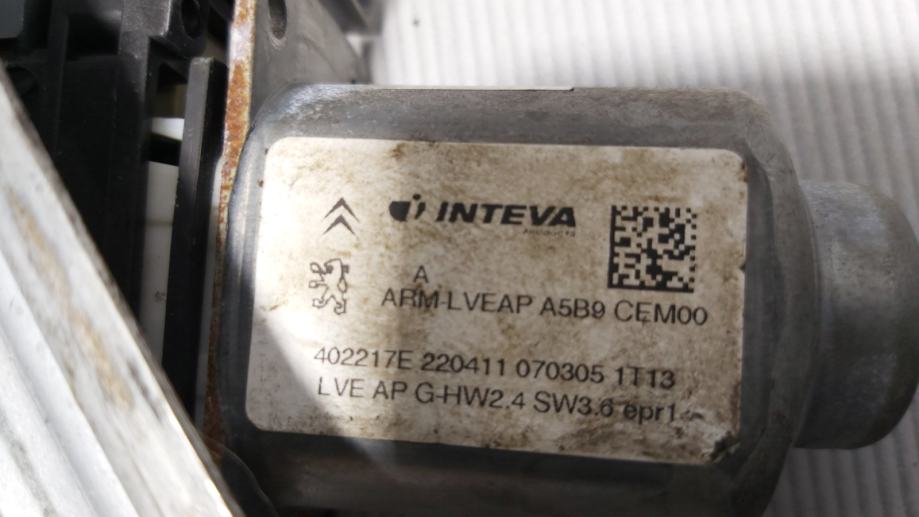 INTEVA
A
ARM-LVEAP A5B9 CEM00
402217E 220411 070305 1T13
LVE AP G-HW2.4 SW3.6 epr1